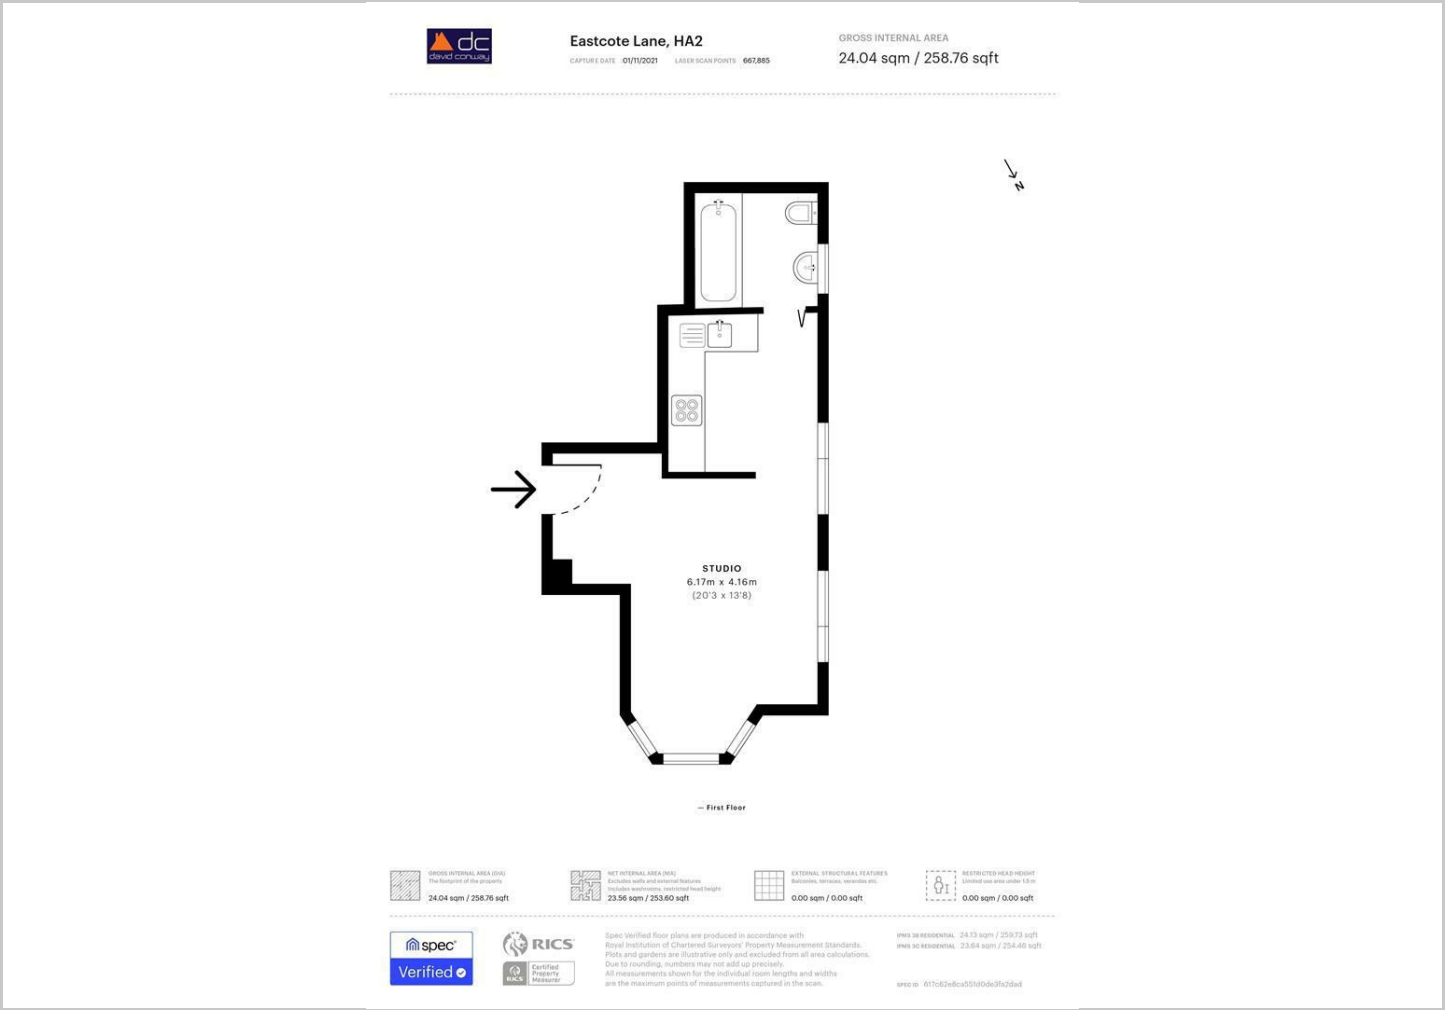 dc
david conway
Eastcote Lane, HA2
CAPTURE DATE 01/11/2021 LASER SCAN POINTS 667,885
GROSS INTERNAL AREA
24.04 sqm / 258.76 sqft
N
STUDIO
6.17m x 4.16m
(20'3 x 13'8)
— First Floor
GROSS INTERNAL AREA (GIA)
The footprint of the property
24.04 sqm / 258.76 sqft
NET INTERNAL AREA (NIA)
Excludes walls and external features
Includes washrooms, restricted head height
23.56 sqm / 253.60 sqft
EXTERNAL STRUCTURAL FEATURES
Balconies, terraces, verandas etc.
0.00 sqm / 0.00 sqft
RESTRICTED HEAD HEIGHT
Limited use area under 1.5 m
0.00 sqm / 0.00 sqft
spec
Verified
RICS
RICS
Certified
Property
Measurer
Spec Verified floor plans are produced in accordance with
Royal Institution of Chartered Surveyors' Property Measurement Standards.
Plots and gardens are illustrative only and excluded from all area calculations.
Due to rounding, numbers may not add up precisely.
All measurements shown for the individual room lengths and widths
are the maximum points of measurements captured in the scan.
IPMS 3B RESIDENTIAL 24.13 sqm / 259.73 sqft
IPMS 3C RESIDENTIAL 23.64 sqm / 254.46 sqft
SPEC ID